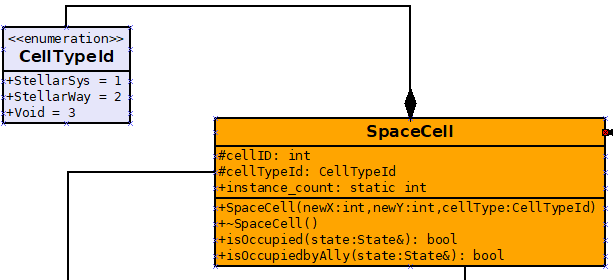 <<enumeration>>
CellTypeId
+StellarSys = 1
+StellarWay = 2
+Void = 3
SpaceCell
#cellID: int
#cellTypeId: CellTypeId
+instance_count: static int
+SpaceCell(newX:int,newY:int,cellType:CellTypeId)
+~SpaceCell()
+isOccupied(state:State&): bool
+isOccupiedbyAlly(state:State&): bool